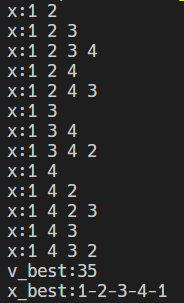 x:1 2
x:1 2 3
x:1 2 3 4
x:1 2 4
x:1 2 4 3
x:1 3
x:1 3 4
x:1 3 4 2
x:1 4
x:1 4 2
x:1 4 2 3
x:1 4 3
x:1 4 3 2
v_best:35
x_best:1-2-3-4-1